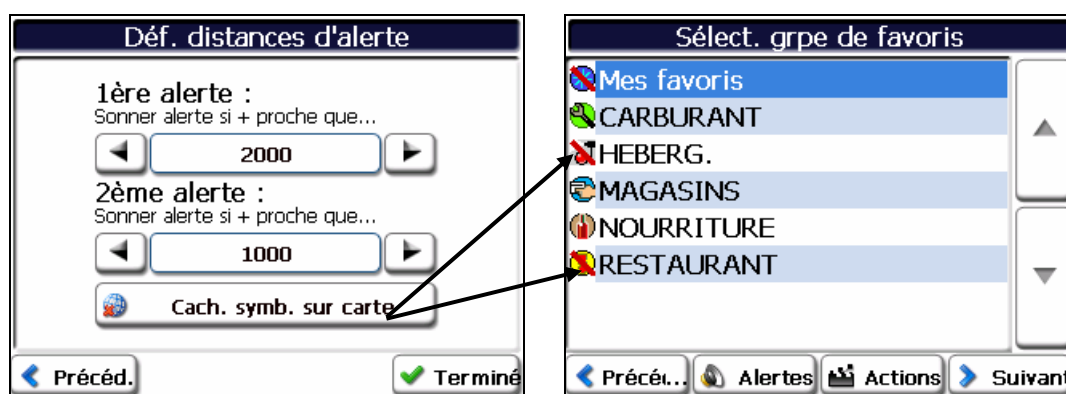 Déf. distances d'alerte
1ère alerte :
Sonner alerte si + proche que...
2000
2ème alerte :
Sonner alerte si + proche que...
1000
Cach. symb. sur carte
Précéd.
Terminé
Sélect. grpe de favoris
Mes favoris
CARBURANT
HEBERG.
MAGASINS
NOURRITURE
RESTAURANT
Précéd...
Alertes
Actions
Suivant